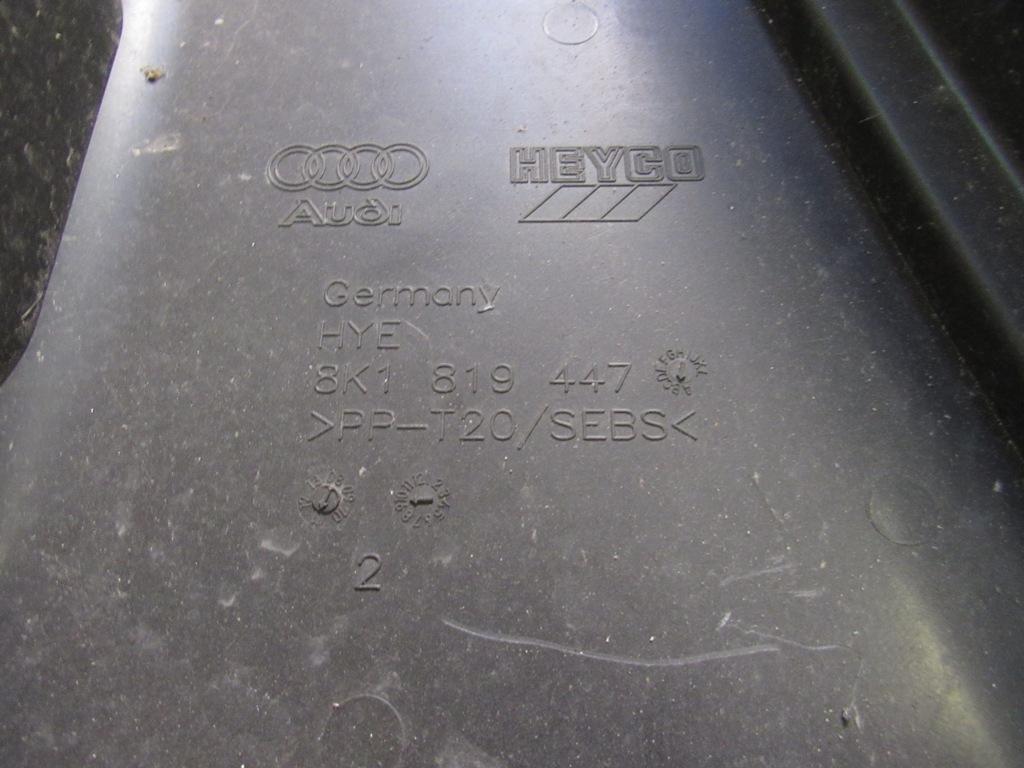 Audi
HEYCO
Germany
HYE
8K1 819 447
>PP-T20/SEBS<
2